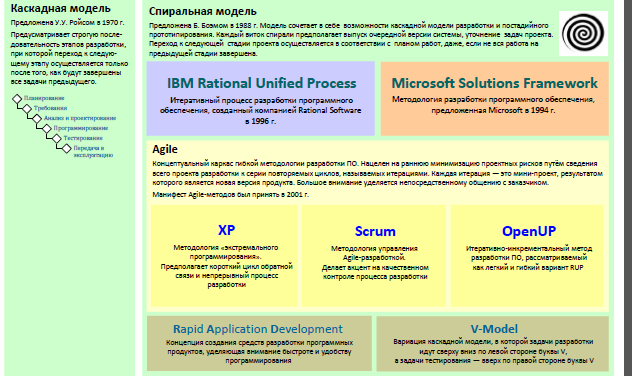 Каскадная модель
Предложена У.У. Ройсом в 1970 г.
Предусматривает строгую после-
довательность этапов разработки,
при которой переход к следую-
щему этапу осуществляется только
после того, как будут завершены
все задачи предыдущего.
Планирование
Требования
Анализ и проектирование
Программирование
Тестирование
Передача в
эксплуатацию
Спиральная модель
Предложена Б. Боэмом в 1988 г. Модель сочетает в себе возможности каскадной модели разработки и постадийного
прототипирования. Каждый виток спирали предполагает выпуск очередной версии системы, уточнение задач проекта.
Переход к следующей стадии проекта осуществляется в соответствии с планом работ, даже, если не вся работа на
предыдущей стадии завершена.
IBM Rational Unified Process
Итеративный процесс разработки программного
обеспечения, созданный компанией Rational Software
в 1996 г.
Microsoft Solutions Framework
Методология разработки программного обеспечения,
предложенная Microsoft в 1994 г.
Agile
Концептуальный каркас гибкой методологии разработки ПО. Нацелен на раннюю минимизацию проектных рисков путём сведения
всего проекта разработки к серии повторяемых циклов, называемых итерациями. Каждая итерация — это мини-проект, результатом
которого является новая версия продукта. Большое внимание уделяется непосредственному общению с заказчиком.
Манифест Agile-методов был принять в 2001 г.
XP
Методология «экстремального
программирования».
Предполагает короткий цикл обратной
связи и непрерывный процесс
разработки
Scrum
Методология управления
Agile-разработкой.
Делает акцент на качественном
контроле процесса разработки
OpenUP
Итеративно-инкрементальный метод
разработки ПО, рассматриваемый
как легкий и гибкий вариант RUP
Rapid Application Development
Концепция создания средств разработки программных
продуктов, уделяющая внимание быстроте и удобству
программирования
V-Model
Вариация каскадной модели, в которой задачи разработки
идут сверху вниз по левой стороне буквы V,
а задачи тестирования — вверх по правой стороне буквы V